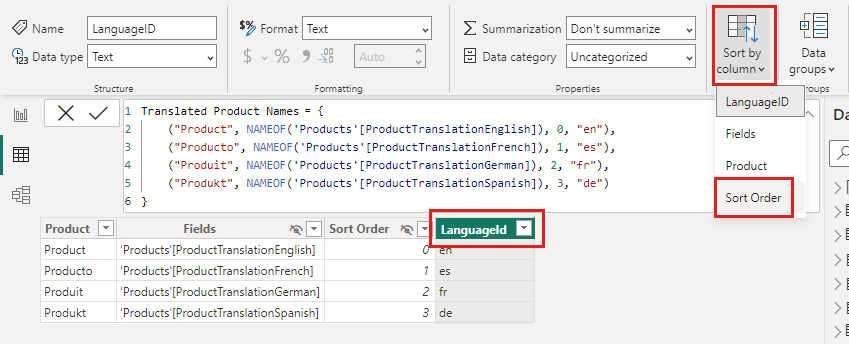 Name LanguageID
Data type Text
Structure
Format Text
$ % 9 Auto
Formatting
Summarization Don't summarize
Data category Uncategorized
Properties
Sort by column
Data groups
Groups
LanguageID
Fields
Product
Sort Order
1 Translated Product Names = {
2 ("Product", NAMEOF('Products'[ProductTranslationEnglish]), 0, "en"),
3 ("Producto", NAMEOF('Products'[ProductTranslationFrench]), 1, "es"),
4 ("Produit", NAMEOF('Products'[ProductTranslationGerman]), 2, "fr"),
5 ("Produkt", NAMEOF('Products'[ProductTranslationSpanish]), 3, "de")
6 }
Product Fields Sort Order LanguageId
Product 'Products'[ProductTranslationEnglish] 0 en
Producto 'Products'[ProductTranslationFrench] 1 es
Produit 'Products'[ProductTranslationGerman] 2 fr
Produkt 'Products'[ProductTranslationSpanish] 3 de
Da